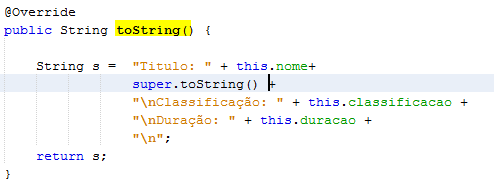 @Override
public String toString() {
String s = "Titulo: " + this.nome+
super.toString() +
"\nClassificação: " + this.classificacao +
"\nDuração: " + this.duracao +
"\n";
return s;
}